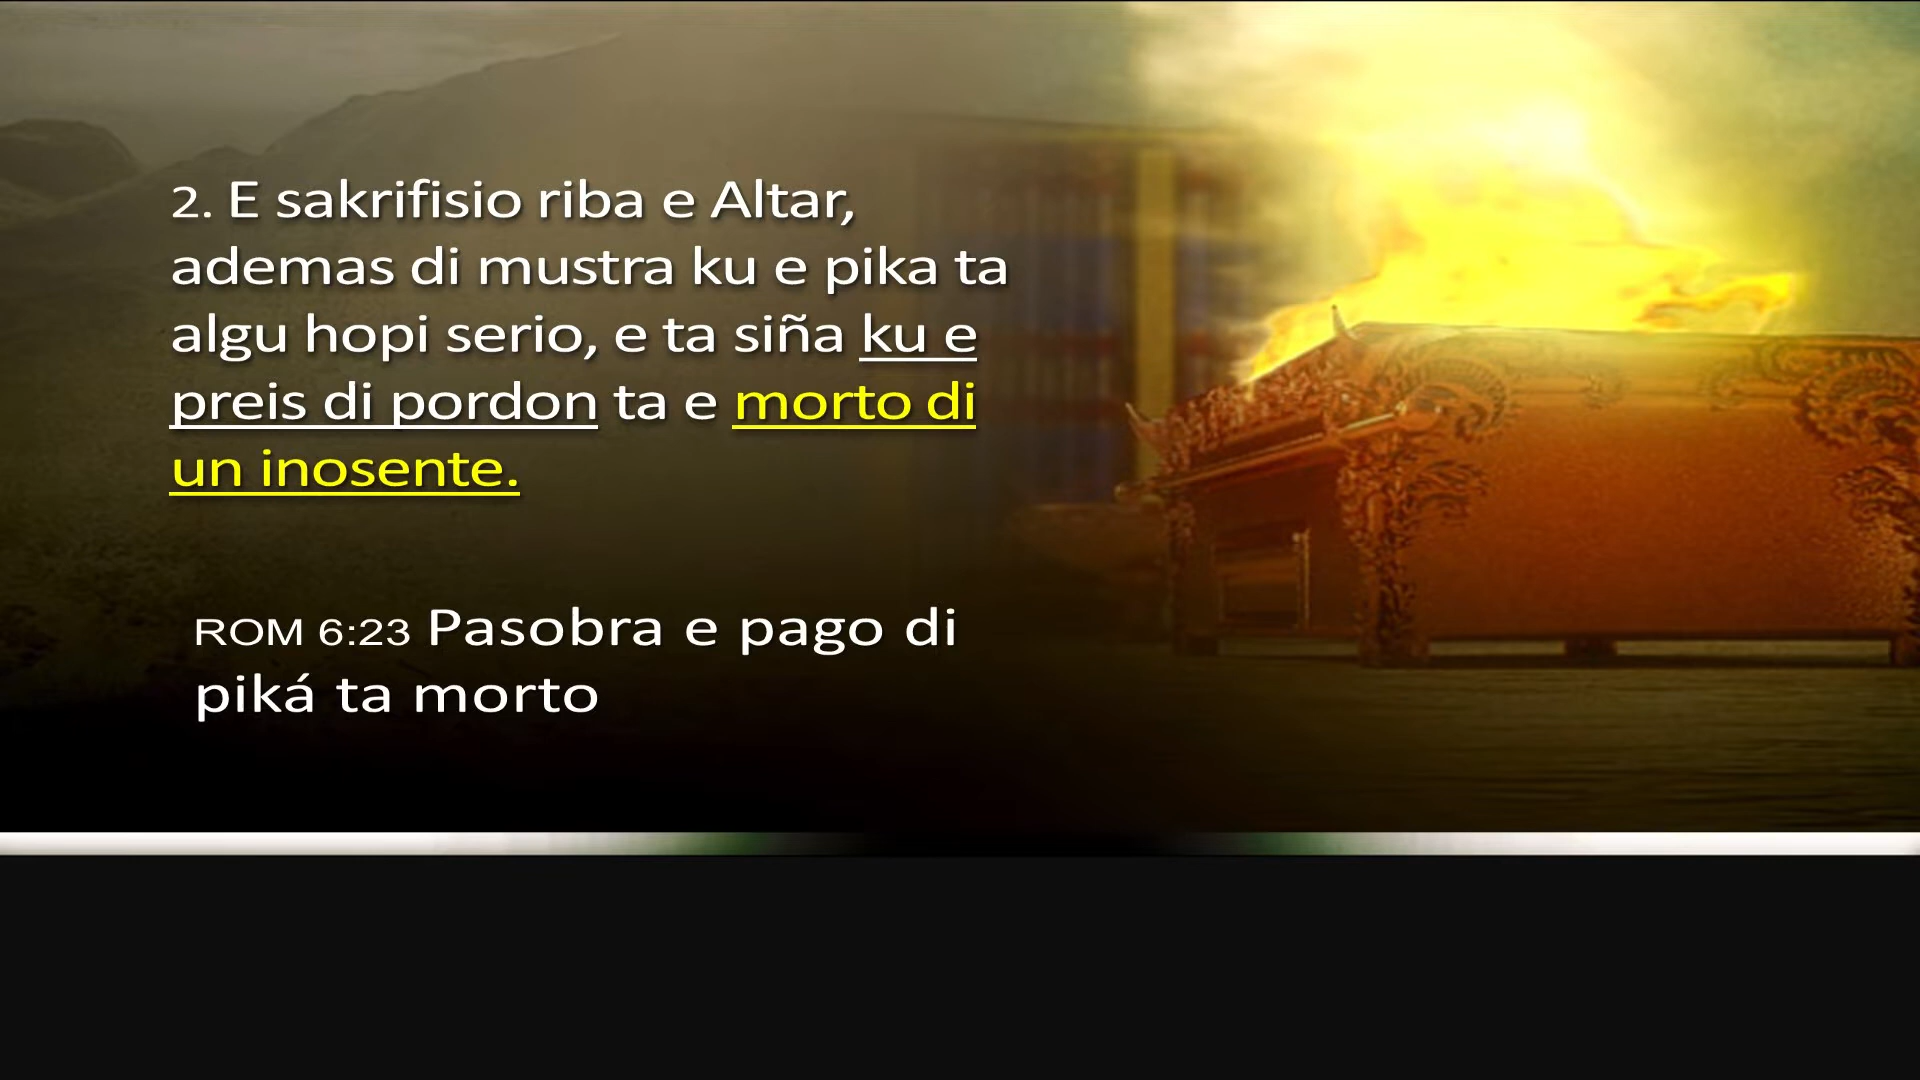 2. E sakrifisio riba e Altar,
ademas di mustra ku e pika ta
algu hopi serio, e ta siña ku e
preis di pordon ta e morto di
un inosente.
ROM 6:23 Pasobra e pago di
piká ta morto